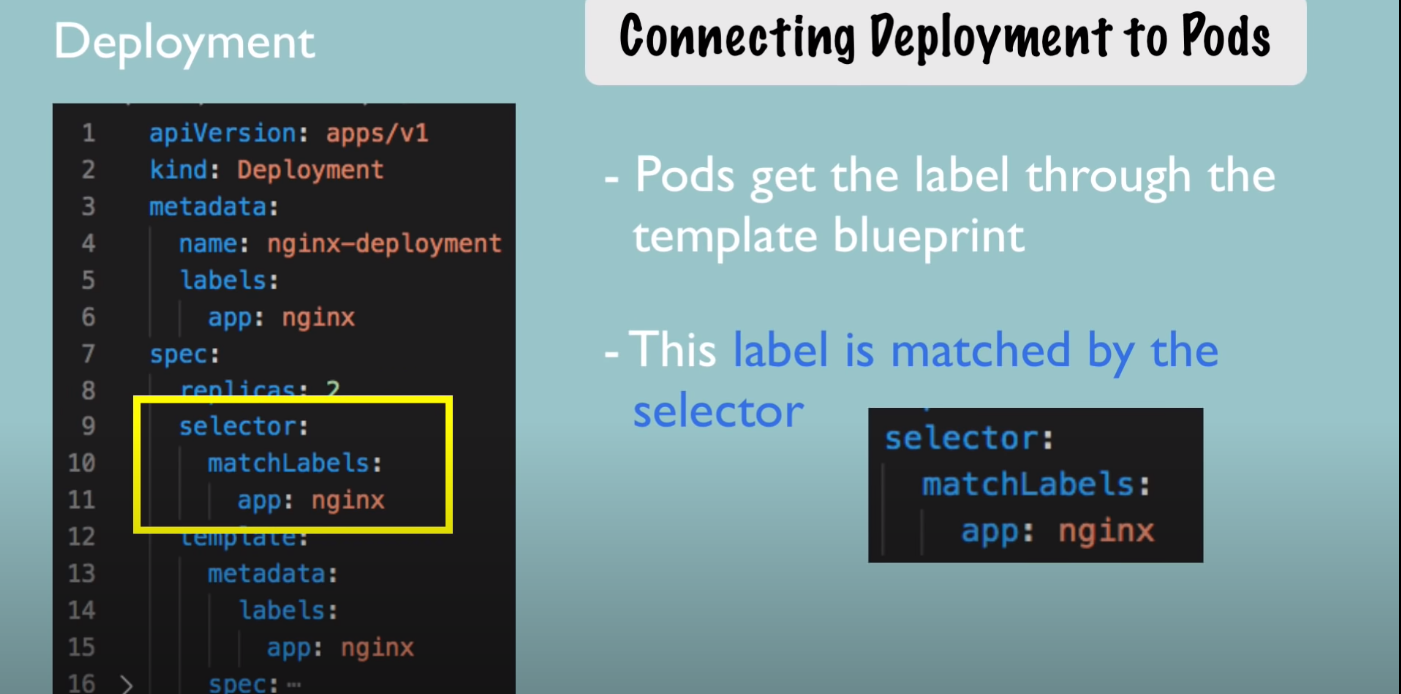 Deployment
Connecting Deployment to Pods
1 apiVersion: apps/v1
2 kind: Deployment
3 metadata:
4 name: nginx-deployment
5 labels:
6 app: nginx
7 spec:
8 replicas: 2
9 selector:
10 matchLabels:
11 app: nginx
12 template:
13 metadata:
14 labels:
15 app: nginx
16 > spec: ⋯
- Pods get the label through the
template blueprint
- This label is matched by the
selector
selector:
matchLabels:
app: nginx